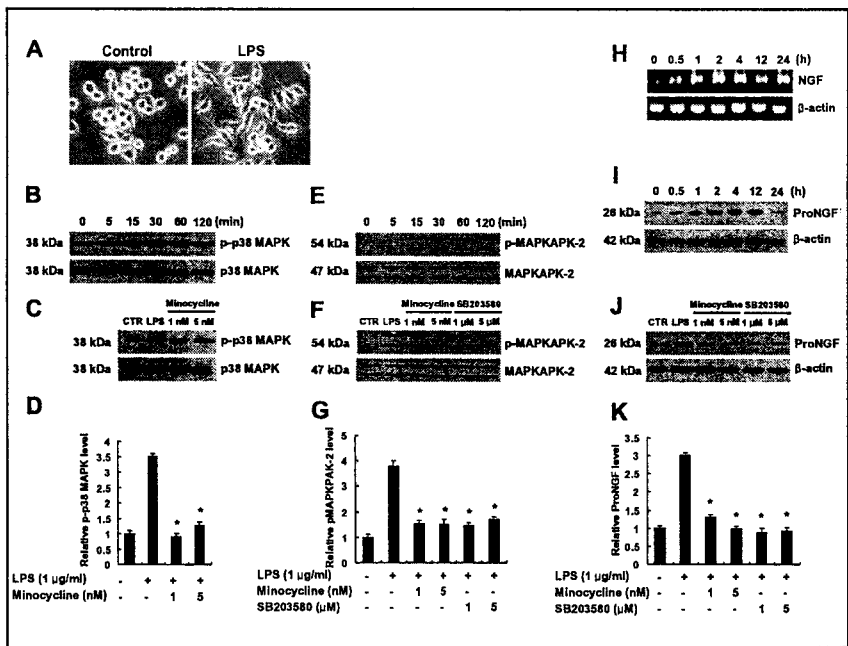 A
Control LPS
B
0 5 15 30 60 120 (min)
38 kDa p-p38 MAPK
38 kDa p38 MAPK
C
Minocycline
CTR LPS 1 nM 5 nM
38 kDa p-p38 MAPK
38 kDa p38 MAPK
D
Relative p-p38 MAPK level
4
3.5
3
2.5
2
1.5
1
0.5
0
* *
LPS (1 µg/ml) - + + +
Minocycline (nM) - - 1 5
E
0 5 15 30 60 120 (min)
54 kDa p-MAPKAPK-2
47 kDa MAPKAPK-2
F
Minocycline SB203580
CTR LPS 1 nM 5 nM 1 µM 5 µM
54 kDa p-MAPKAPK-2
47 kDa MAPKAPK-2
G
Relative pMAPKPAK-2 level
5
4
3
2
1
0
* * * *
LPS (1 µg/ml) - + + + + +
Minocycline (nM) - - 1 5 - -
SB203580 (µM) - - - - 1 5
H
0 0.5 1 2 4 12 24 (h)
NGF
β-actin
I
0 0.5 1 2 4 12 24 (h)
26 kDa ProNGF
42 kDa β-actin
J
Minocycline SB203580
CTR LPS 1 nM 5 nM 1 µM 5 µM
26 kDa ProNGF
42 kDa β-actin
K
Relative ProNGF level
3.5
3
2.5
2
1.5
1
0.5
0
* * * *
LPS (1 µg/ml) - + + + + +
Minocycline (nM) - - 1 5 - -
SB203580 (µM) - - - - 1 5